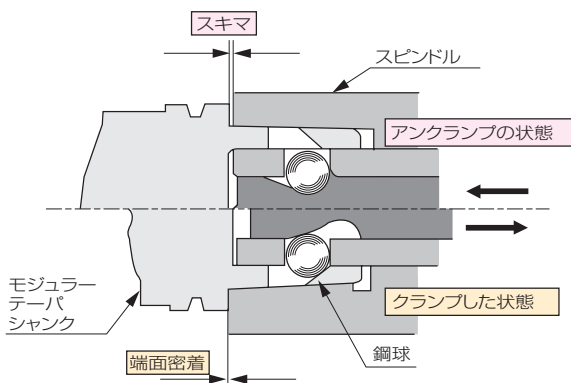 スキマ
スピンドル
アンクランプの状態
モジュラー
テーパ
シャンク
クランプした状態
鋼球
端面密着